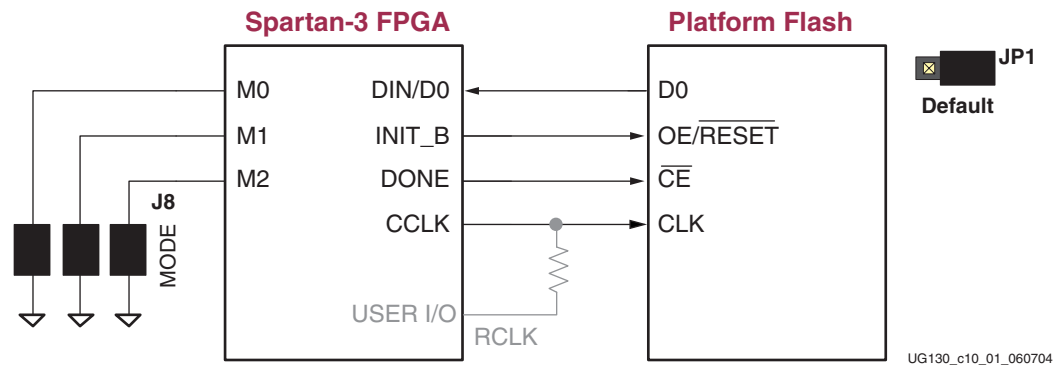 Spartan-3 FPGA
Platform Flash
JP1
Default
M0
DIN/D0
D0
M1
INIT_B
OE/RESET
M2
DONE
CE
J8
MODE
CCLK
CLK
USER I/O
RCLK
UG130_c10_01_060704